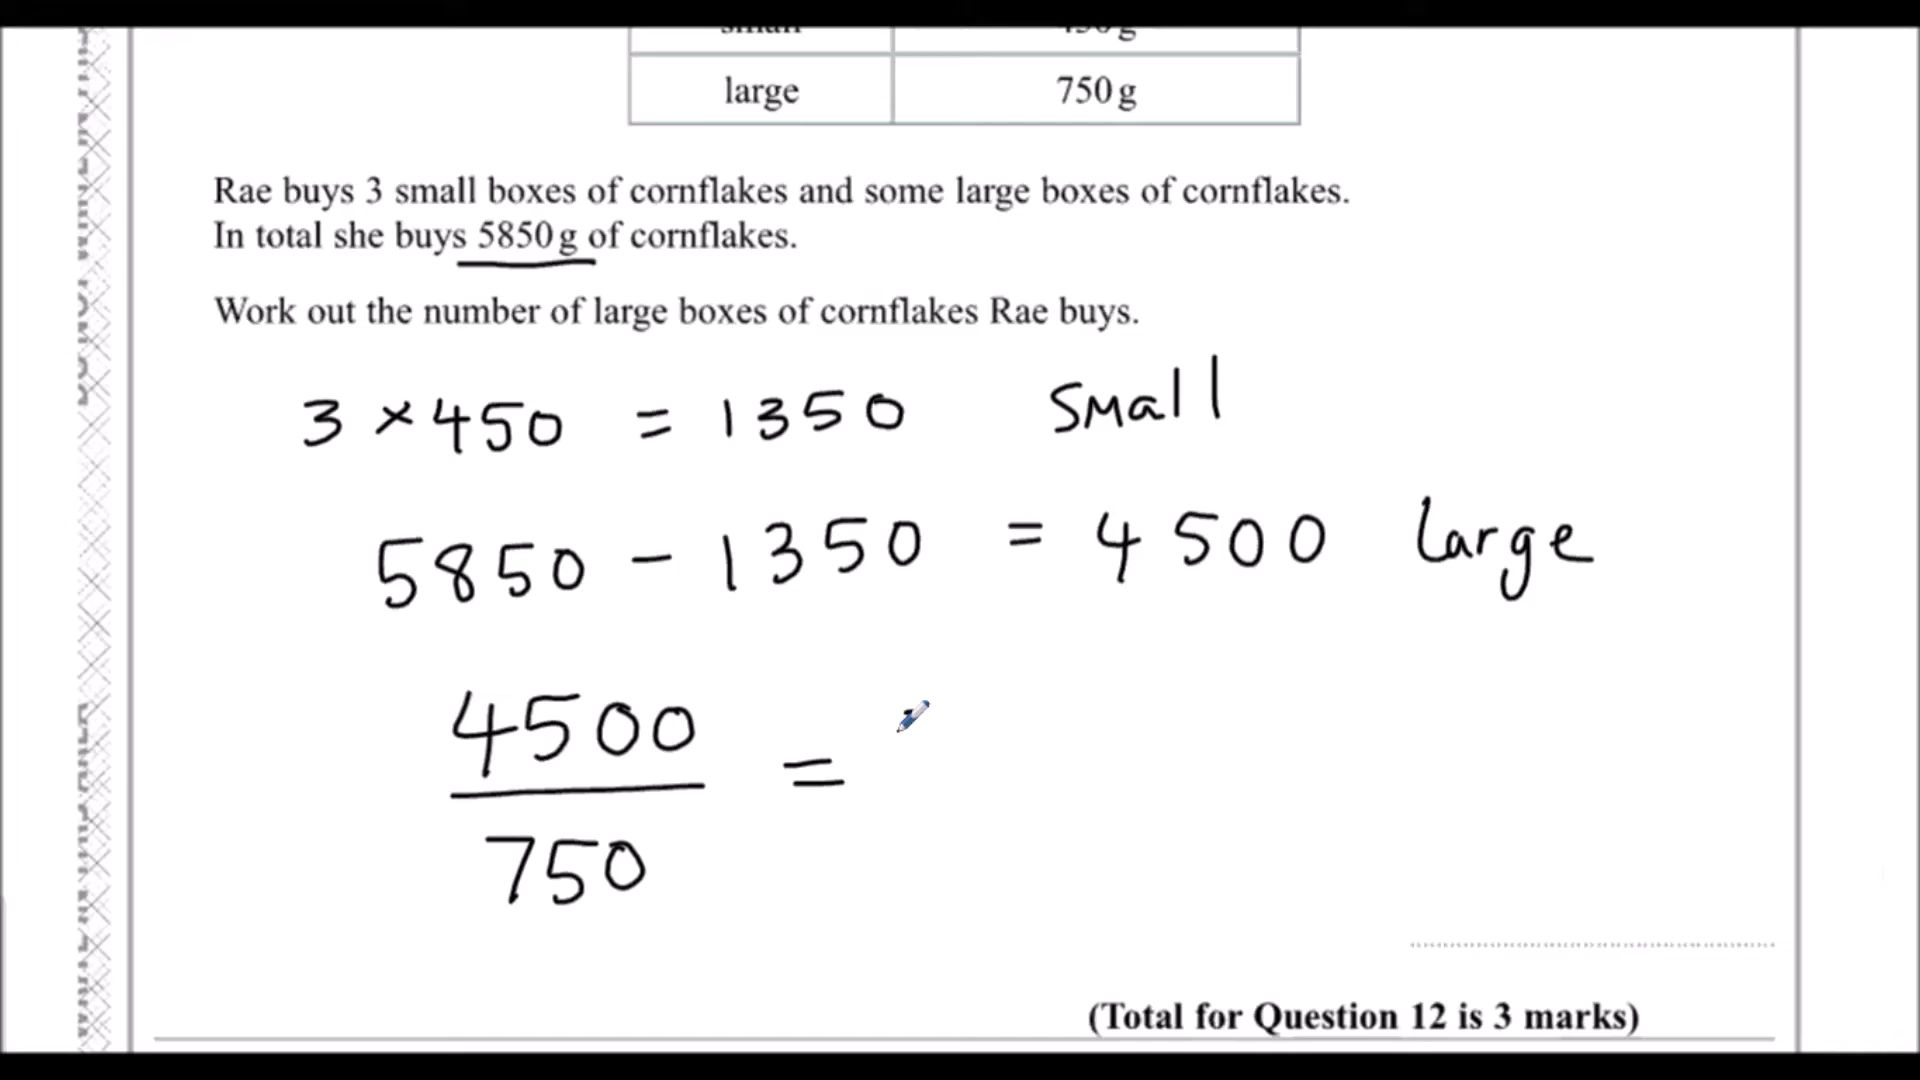 small 450 g
large 750 g
Rae buys 3 small boxes of cornflakes and some large boxes of cornflakes.
In total she buys 5850 g of cornflakes.
Work out the number of large boxes of cornflakes Rae buys.
3 × 450 = 1350 small
5850 − 1350 = 4500 large
4500
750
=
(Total for Question 12 is 3 marks)